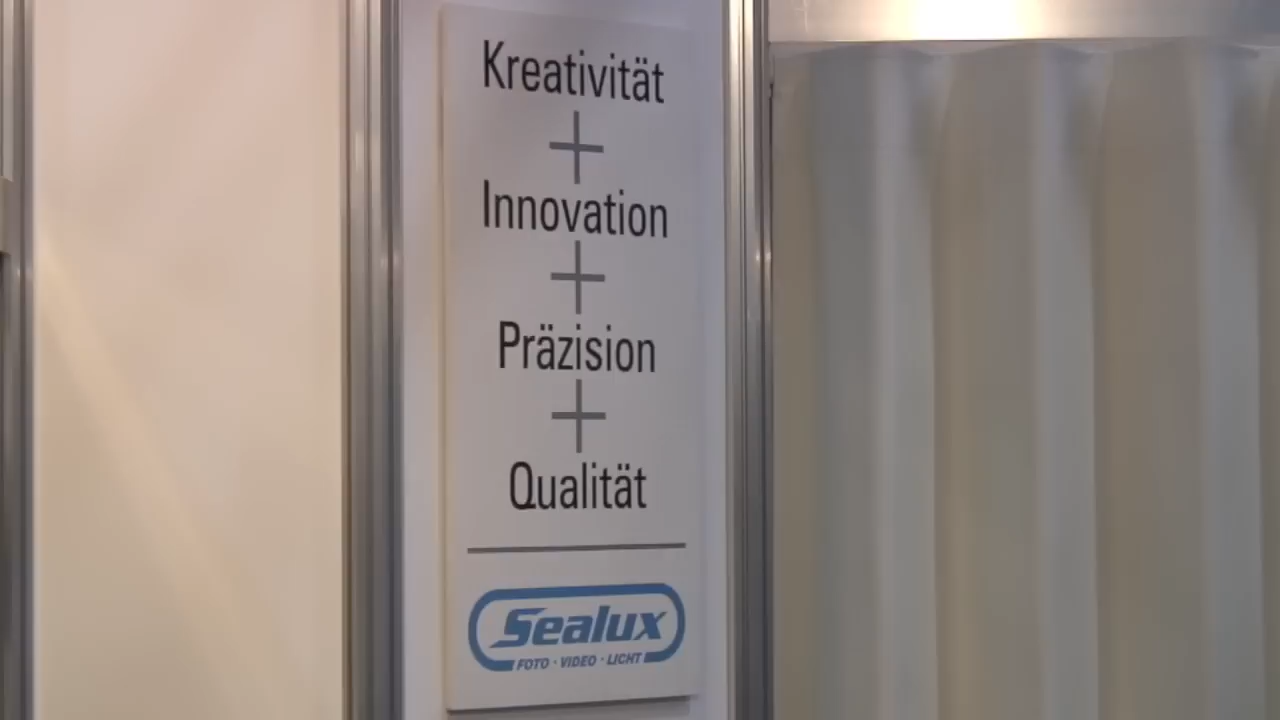 Kreativität
+
Innovation
+
Präzision
+
Qualität
Sealux
FOTO · VIDEO · LICHT